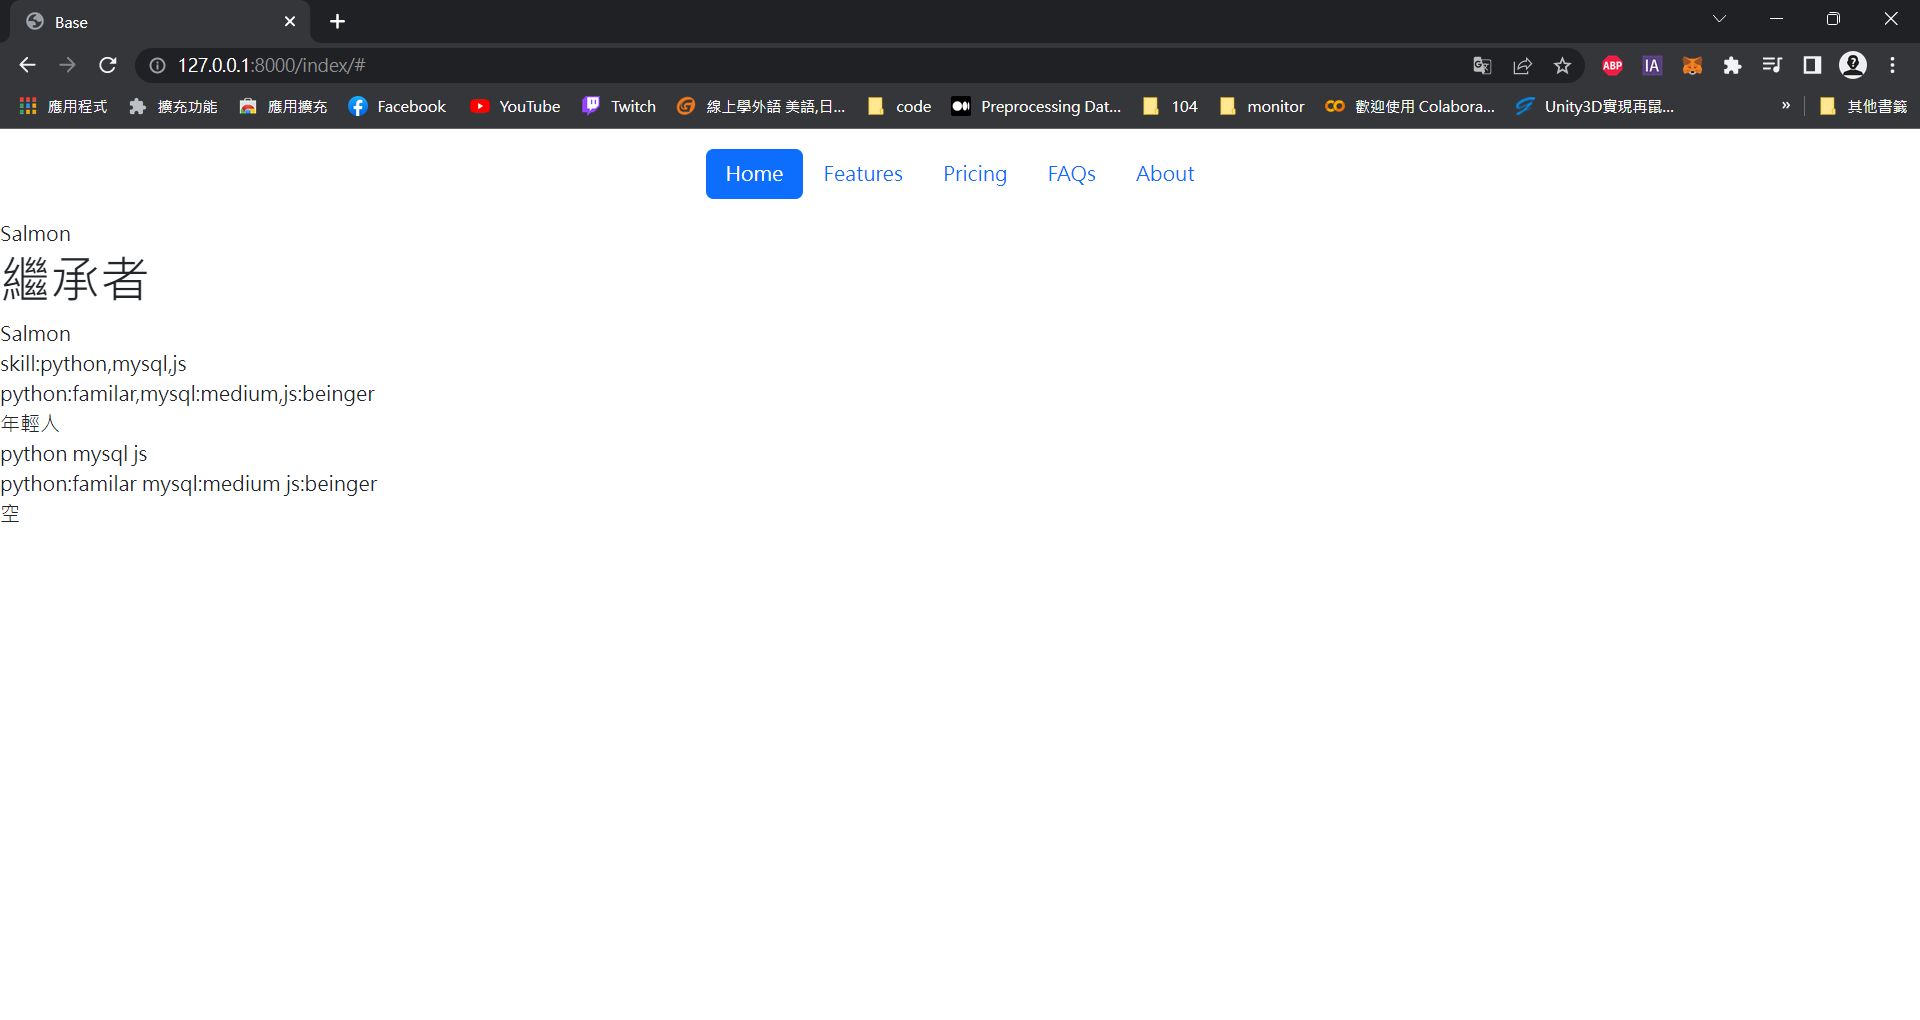 Base
127.0.0.1:8000/index/#
ABP IA
應用程式 擴充功能 應用擴充 Facebook YouTube Twitch 線上學外語 美語,日... code Preprocessing Dat... 104 monitor 歡迎使用 Colabora... Unity3D實現再鼠... » 其他書籤
Home Features Pricing FAQs About
Salmon
繼承者
Salmon
skill:python,mysql,js
python:familar,mysql:medium,js:beinger
年輕人
python mysql js
python:familar mysql:medium js:beinger
空